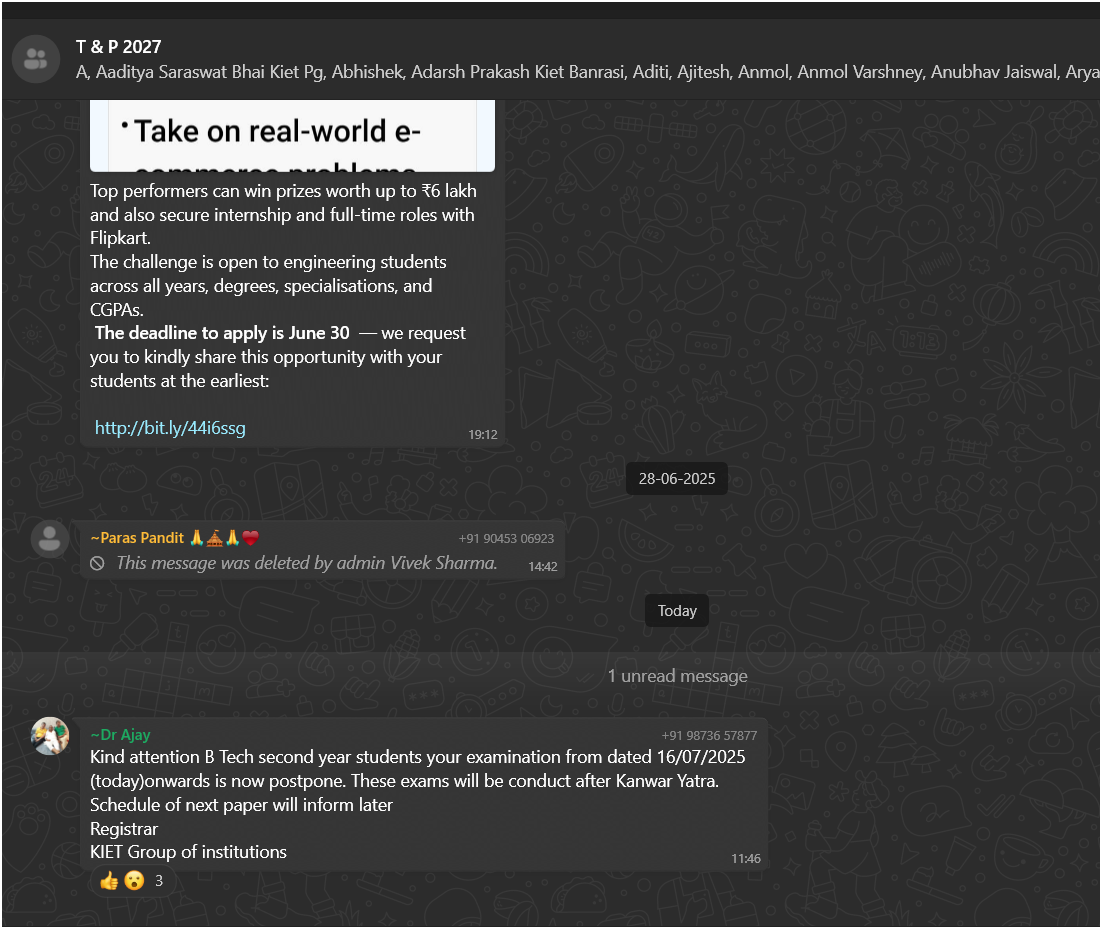 T & P 2027
A, Aaditya Saraswat Bhai Kiet Pg, Abhishek, Adarsh Prakash Kiet Banrasi, Aditi, Ajitesh, Anmol, Anmol Varshney, Anubhav Jaiswal, Arya
• Take on real-world e-
commerce problems
Top performers can win prizes worth up to ₹6 lakh
and also secure internship and full-time roles with
Flipkart.
The challenge is open to engineering students
across all years, degrees, specialisations, and
CGPAs.
The deadline to apply is June 30 — we request
you to kindly share this opportunity with your
students at the earliest:
http://bit.ly/44i6ssg
19:12
28-06-2025
~Paras Pandit 🙏🛕🙏❤️ +91 90453 06923
This message was deleted by admin Vivek Sharma. 14:42
Today
1 unread message
~Dr Ajay +91 98736 57877
Kind attention B Tech second year students your examination from dated 16/07/2025
(today)onwards is now postpone. These exams will be conduct after Kanwar Yatra.
Schedule of next paper will inform later
Registrar
KIET Group of institutions
11:46
👍😮 3